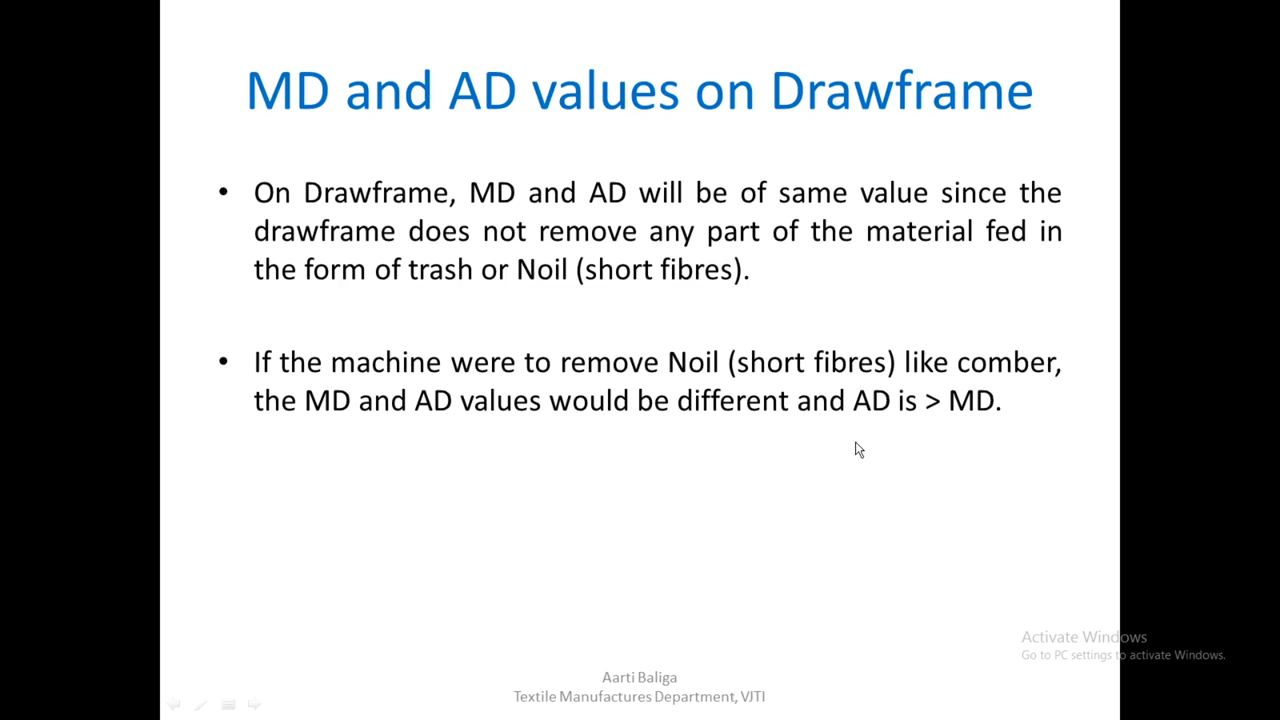 MD and AD values on Drawframe
• On Drawframe, MD and AD will be of same value since the
drawframe does not remove any part of the material fed in
the form of trash or Noil (short fibres).
• If the machine were to remove Noil (short fibres) like comber,
the MD and AD values would be different and AD is > MD.
Activate Windows
Go to PC settings to activate Windows.
Aarti Baliga
Textile Manufactures Department, VJTI